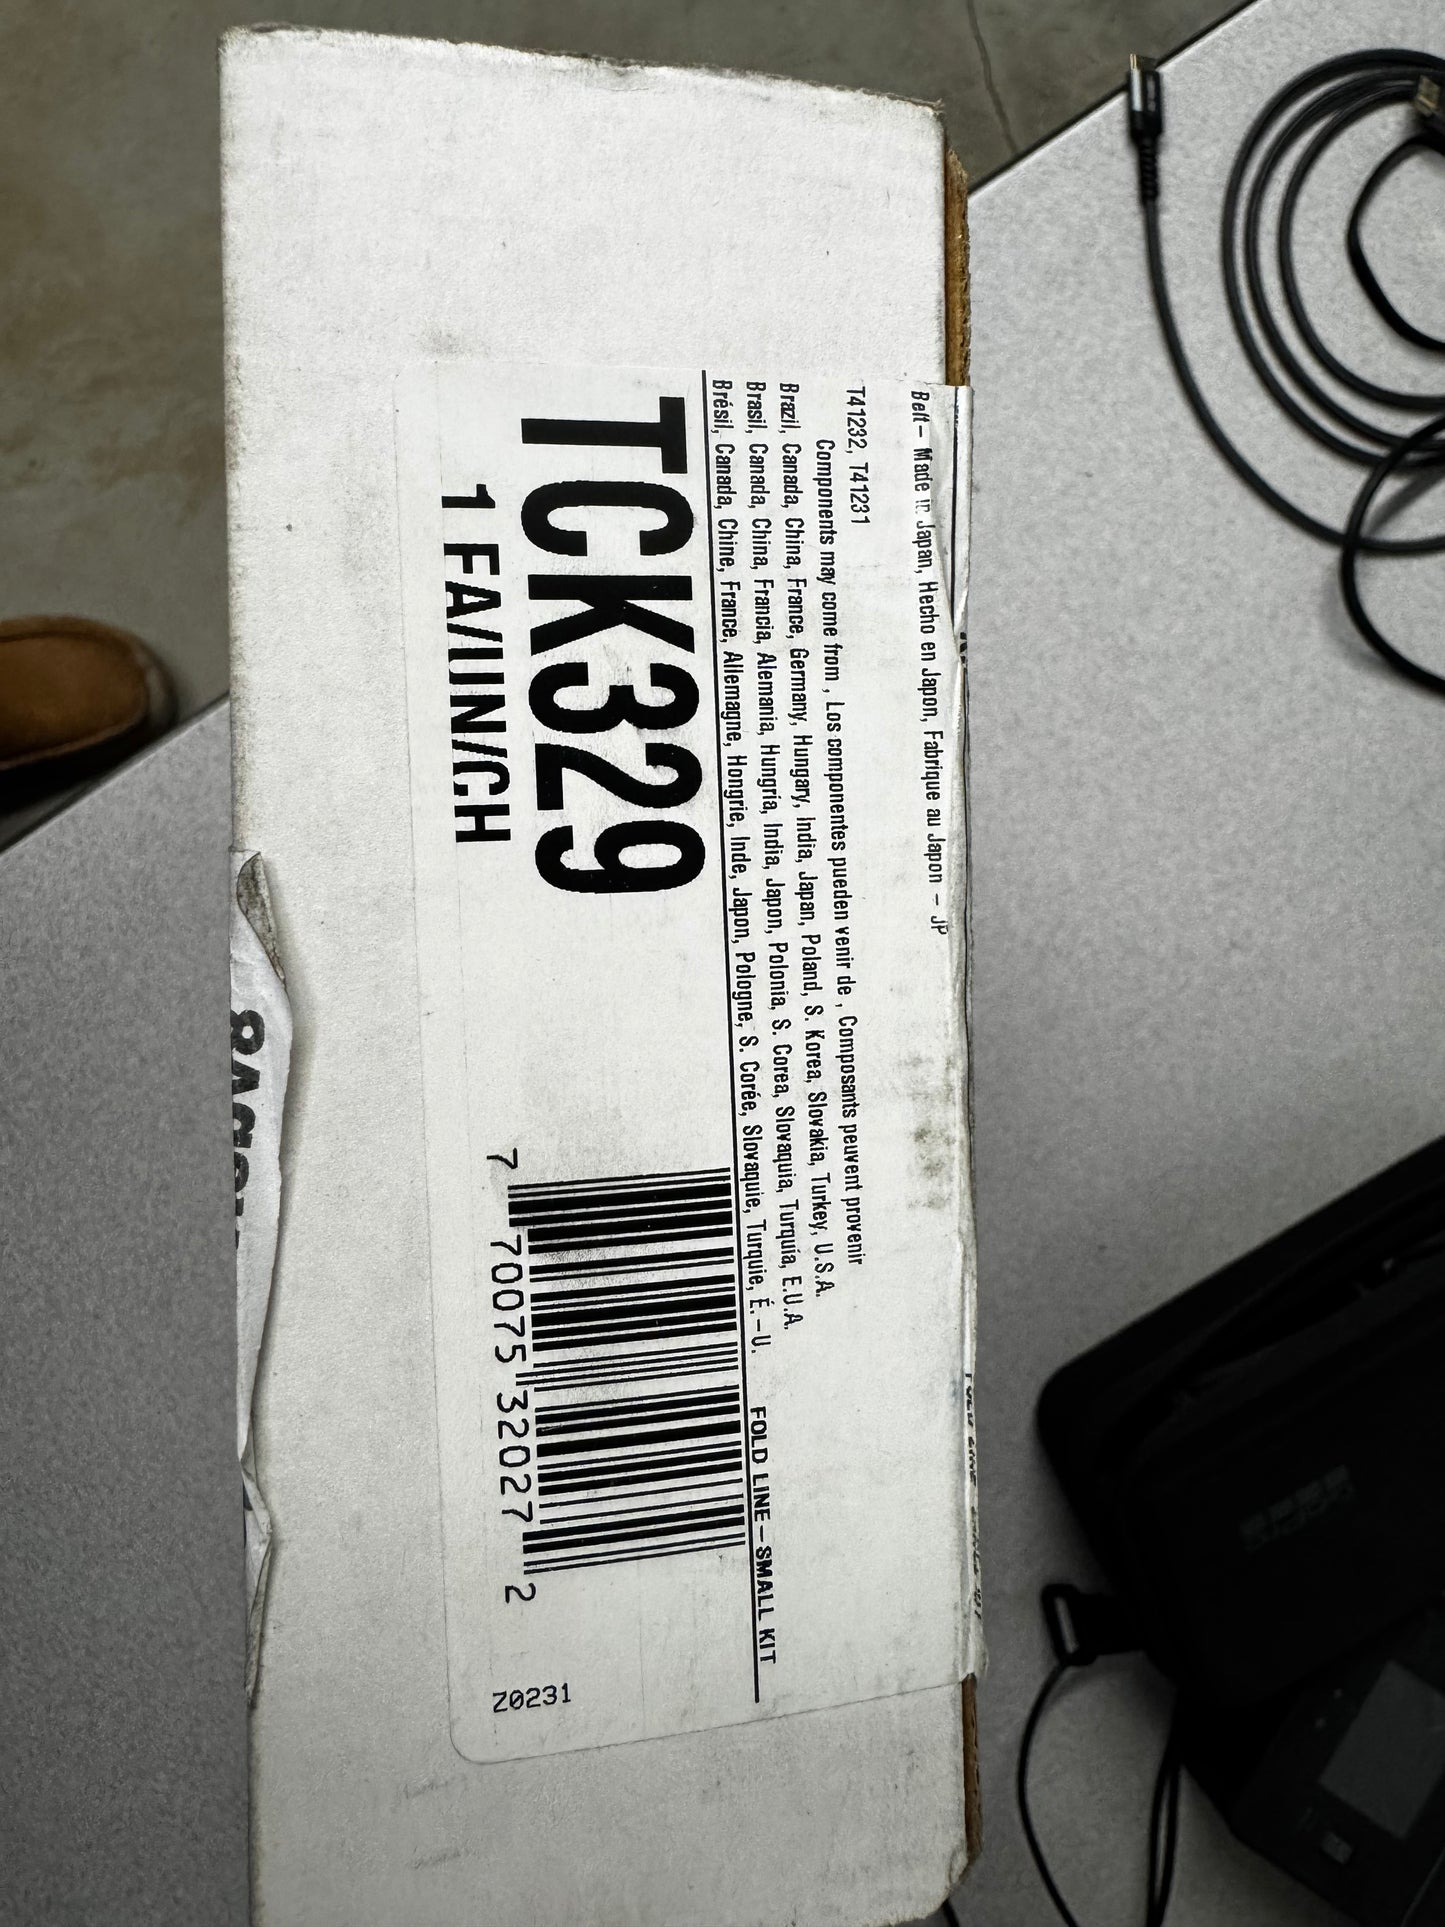 Belt - Made in Japan, Hecho en Japon, Fabrique au Japon - JP
T41232, T41231
Components may come from , Los componentes pueden venir de , Composants peuvent provenir
Brazil, Canada, China, France, Germany, Hungary, India, Japan, Poland, S. Korea, Slovakia, Turkey, U.S.A.
Brasil, Canada, China, Francia, Alemania, Hungría, India, Japon, Polonia, S. Corea, Slovaquia, Turquía, E.U.A.
Brésil, Canada, Chine, France, Allemagne, Hongrie, Inde, Japon, Pologne, S. Corée, Slovaquie, Turquie, É.-U.
FOLD LINE-SMALL KIT
TCK329
1 EA/UN/CH
7 70075 32027 2
Z0231